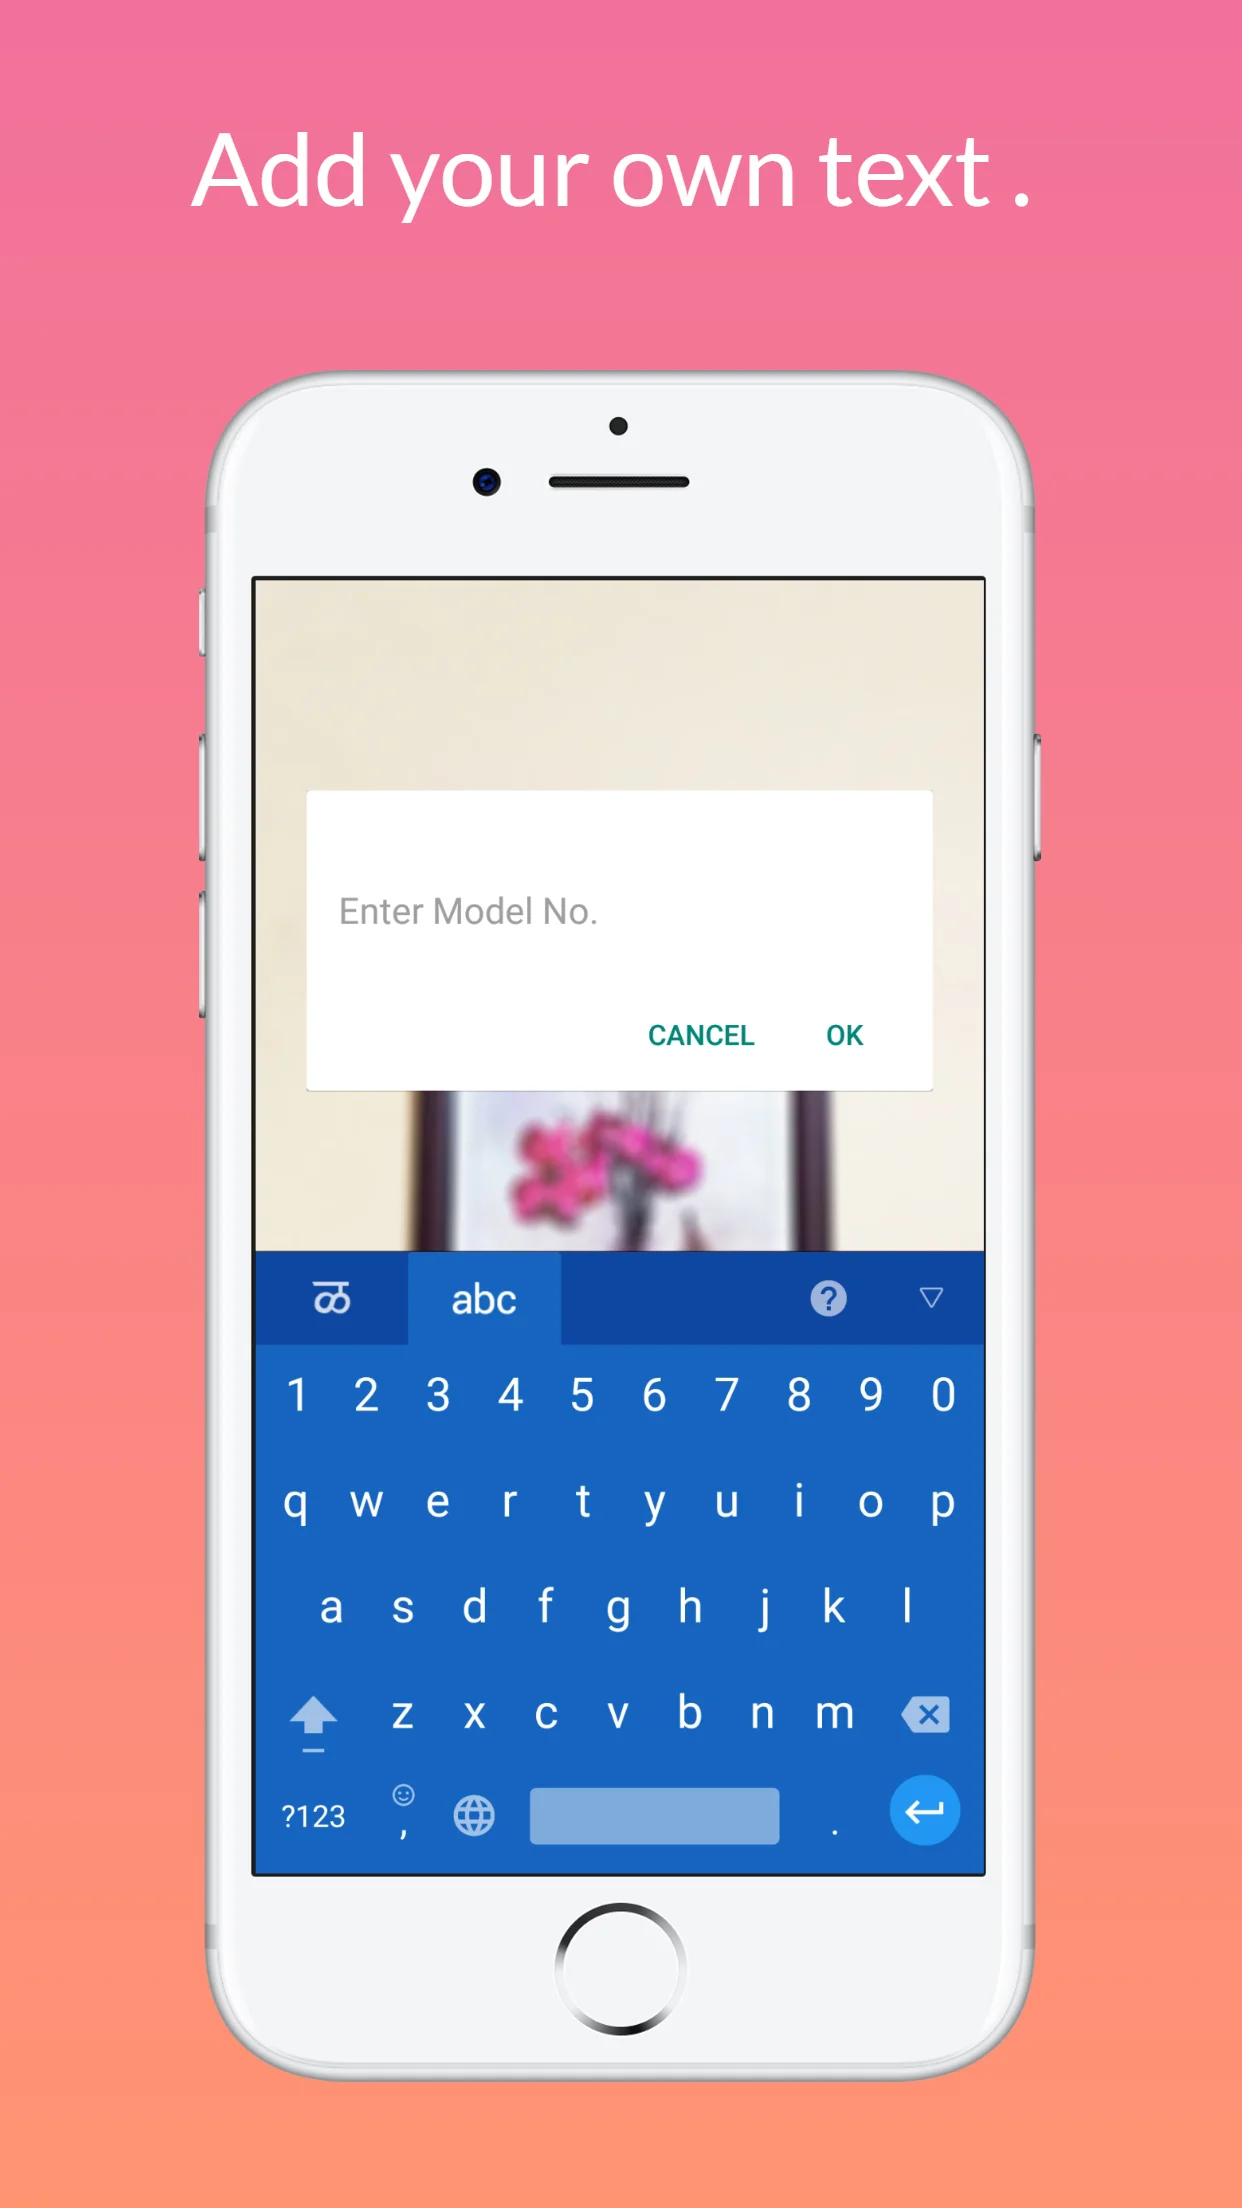 Add your own text .
Enter Model No.
CANCEL OK
ळ abc
1 2 3 4 5 6 7 8 9 0
q w e r t y u i o p
a s d f g h j k l
z x c v b n m
?123 , .